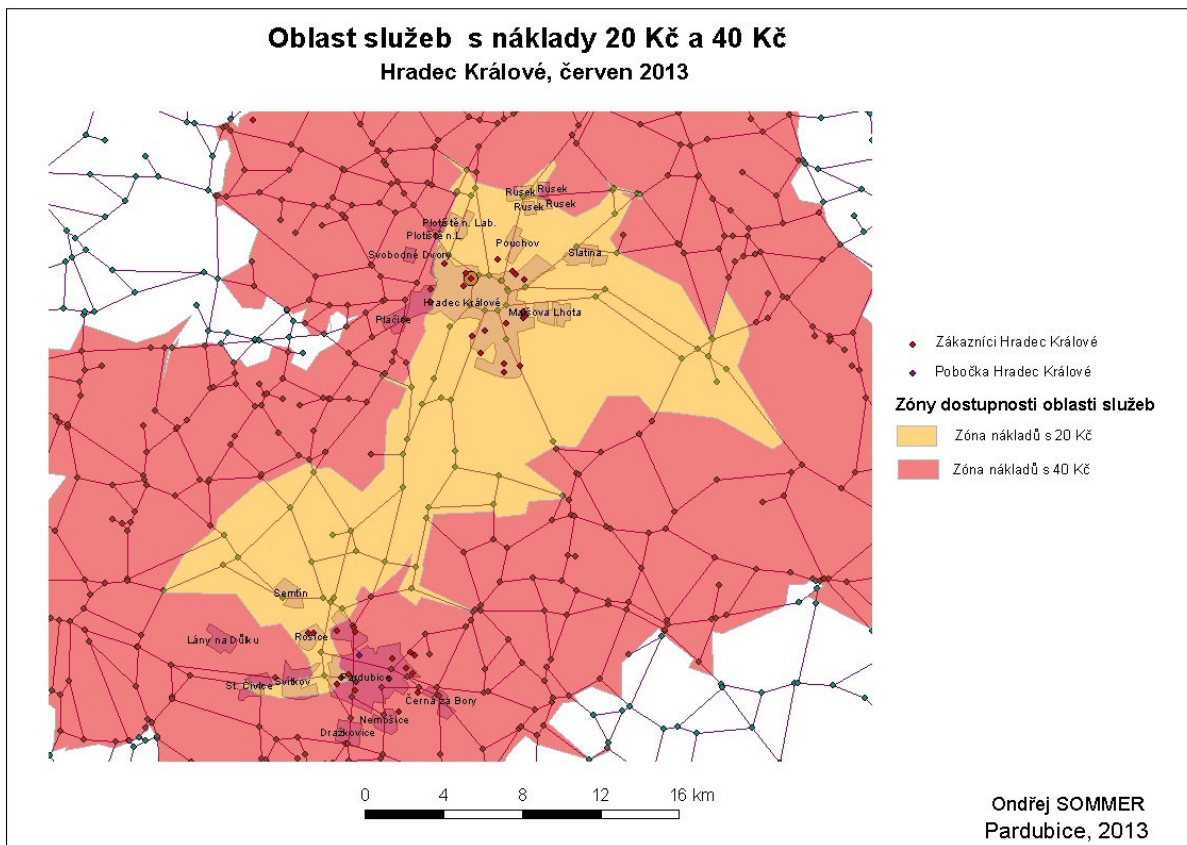 Oblast služeb s náklady 20 Kč a 40 Kč
Hradec Králové, červen 2013
Rusek
Rusek
Rusek
Rusek
Plotiště n. Lab.
Plotiště n.L.
Pouchov
Svobodné Dvory
Slatina
Hradec Králové
Malšova Lhota
Plačice
Zákazníci Hradec Králové
Pobočka Hradec Králové
Zóny dostupnosti oblasti služeb
Zóna nákladů s 20 Kč
Zóna nákladů s 40 Kč
Semtín
Lány na Důlku
Rosice
St. Čívice
Svítkov
Pardubice
Černá za Bory
Nemošice
Dražkovice
0 4 8 12 16 km
Ondřej SOMMER
Pardubice, 2013